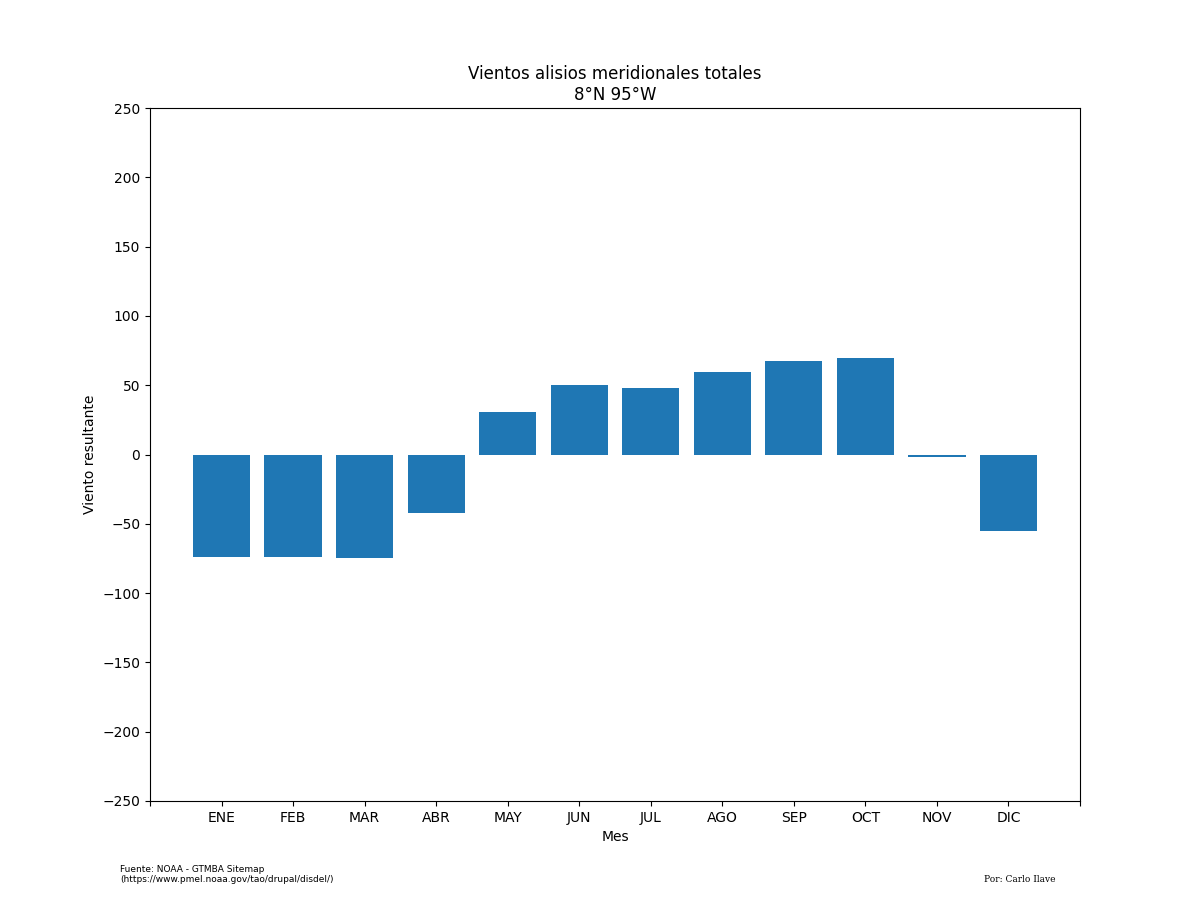 Vientos alisios meridionales totales
8°N 95°W
250
200
150
100
50
0
−50
−100
−150
−200
−250
Viento resultante
ENE FEB MAR ABR MAY JUN JUL AGO SEP OCT NOV DIC
Mes
Fuente: NOAA - GTMBA Sitemap
(https://www.pmel.noaa.gov/tao/drupal/disdel/)
Por: Carlo Ilave